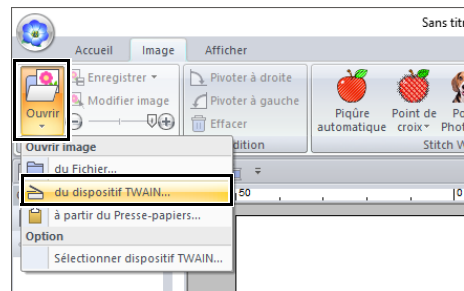 Sans titr
Accueil Image Afficher
Ouvrir
Enregistrer
Modifier image
Pivoter à droite
Pivoter à gauche
Effacer
Piqûre automatique
Point de croix
Ouvrir image
dition
Stitch W
du Fichier...
du dispositif TWAIN...
50
à partir du Presse-papiers...
Option
Sélectionner dispositif TWAIN...